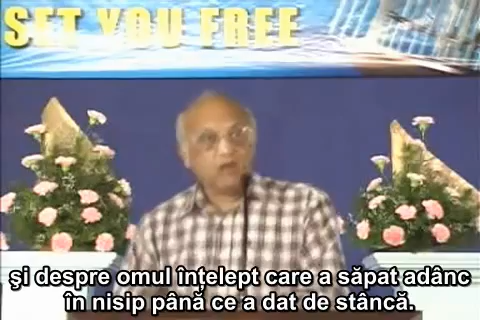 SET YOU FREE
şi despre omul înţelept care a săpat adânc
în nisip până ce a dat de stâncă.